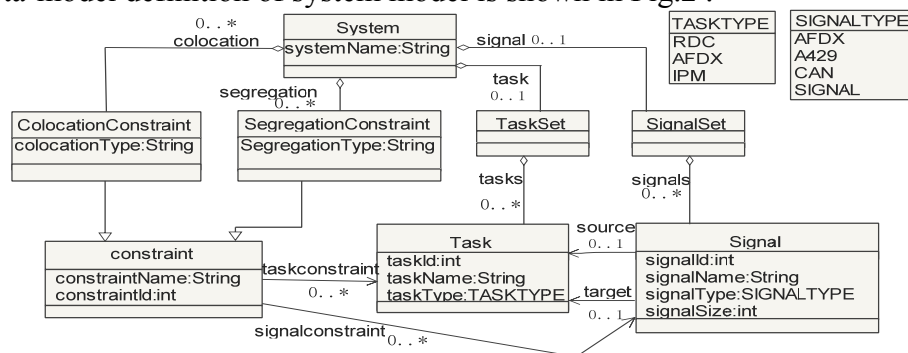 ta-model definition of system model is shown in Fig.2 .
0..*
colocation
System
systemName:String
signal 0..1
TASKTYPE
RDC
AFDX
IPM
SIGNALTYPE
AFDX
A429
CAN
SIGNAL
segregation
0..*
task
0..1
ColocationConstraint
colocationType:String
SegregationConstraint
SegregationType:String
TaskSet
SignalSet
tasks
0..*
signals
0..*
constraint
constraintName:String
constraintId:int
taskconstraint
0..*
Task
taskId:int
taskName:String
taskType:TASKTYPE
source
0..1
target
0..1
Signal
signalId:int
signalName:String
signalType:SIGNALTYPE
signalSize:int
signalconstraint
0..*